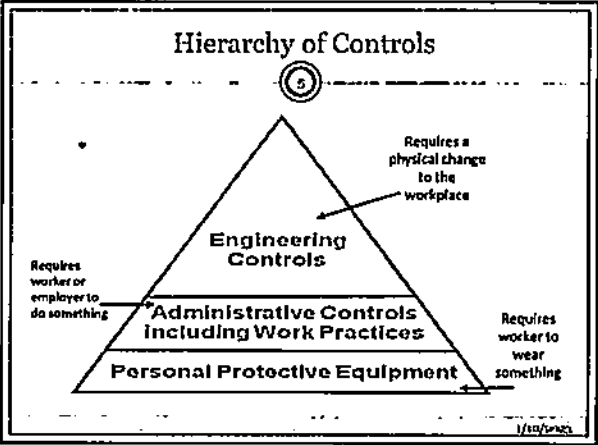 Hierarchy of Controls
5
Requires a
physical change
to the
workplace
Engineering
Controls
Requires
worker or
employer to
do something
Administrative Controls
including Work Practices
Requires
worker to
wear
something
Personal Protective Equipment